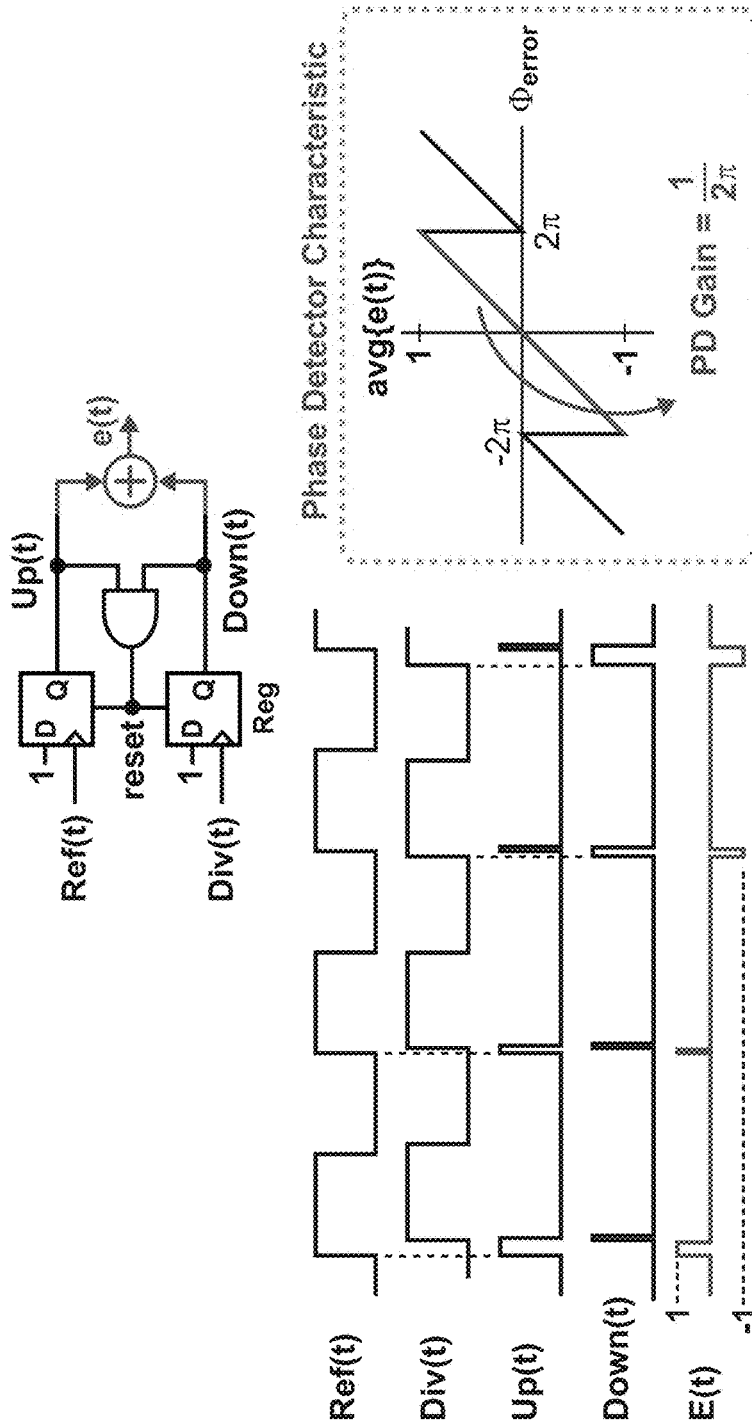 Ref(t)
1
D
Q
Up(t)
e(t)
+
reset
1
D
Q
Down(t)
Div(t)
Reg
Ref(t)
Div(t)
Up(t)
Down(t)
1
E(t)
-1
Phase Detector Characteristic
avg{e(t)}
1
-2π
2π
Φerror
-1
PD Gain = 1/2π